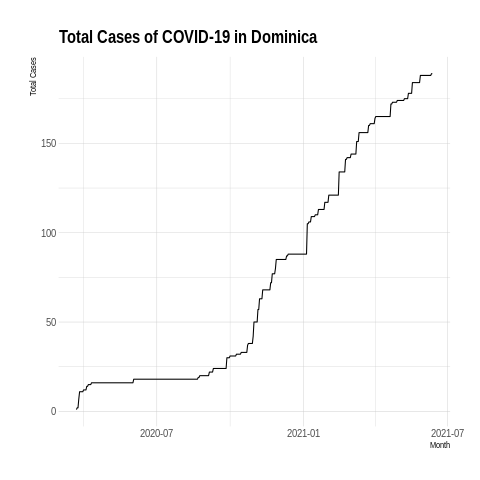 Total Cases of COVID-19 in Dominica
Total Cases
150
100
50
0
2020-07
2021-01
2021-07
Month